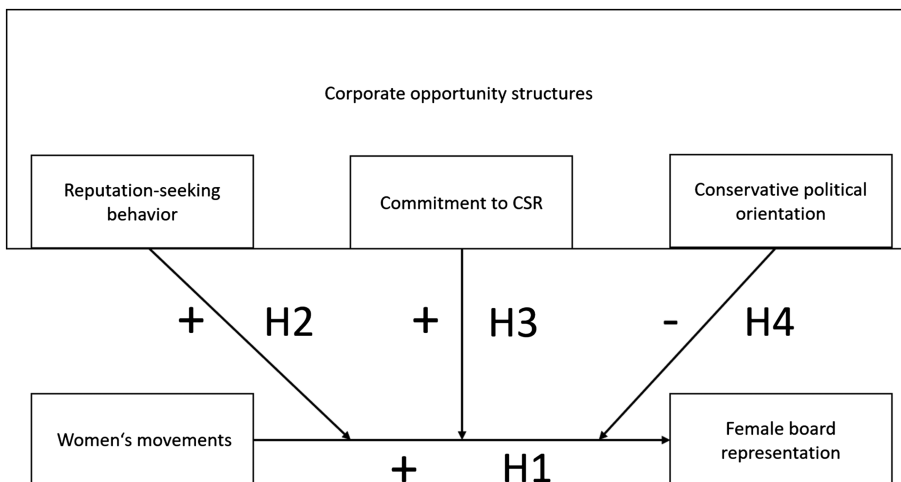 Corporate opportunity structures
Reputation-seeking
behavior
Commitment to CSR
Conservative political
orientation
+ H2
+ H3
- H4
Women‘s movements
Female board
representation
+ H1